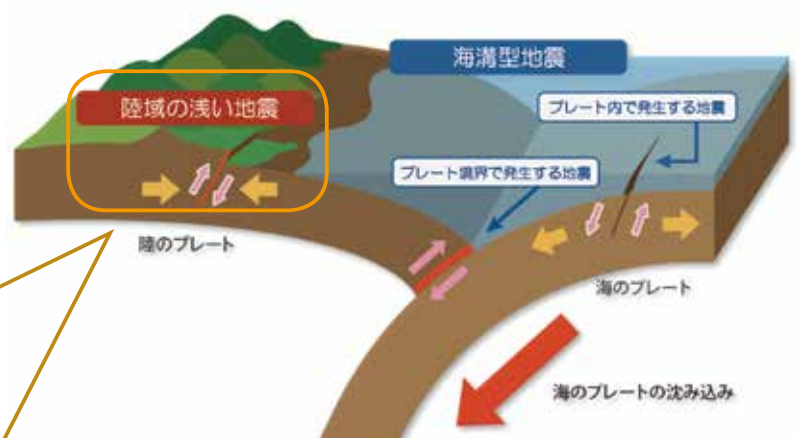 海溝型地震
陸域の浅い地震
プレート内で発生する地震
プレート境界で発生する地震
陸のプレート
海のプレート
海のプレートの沈み込み